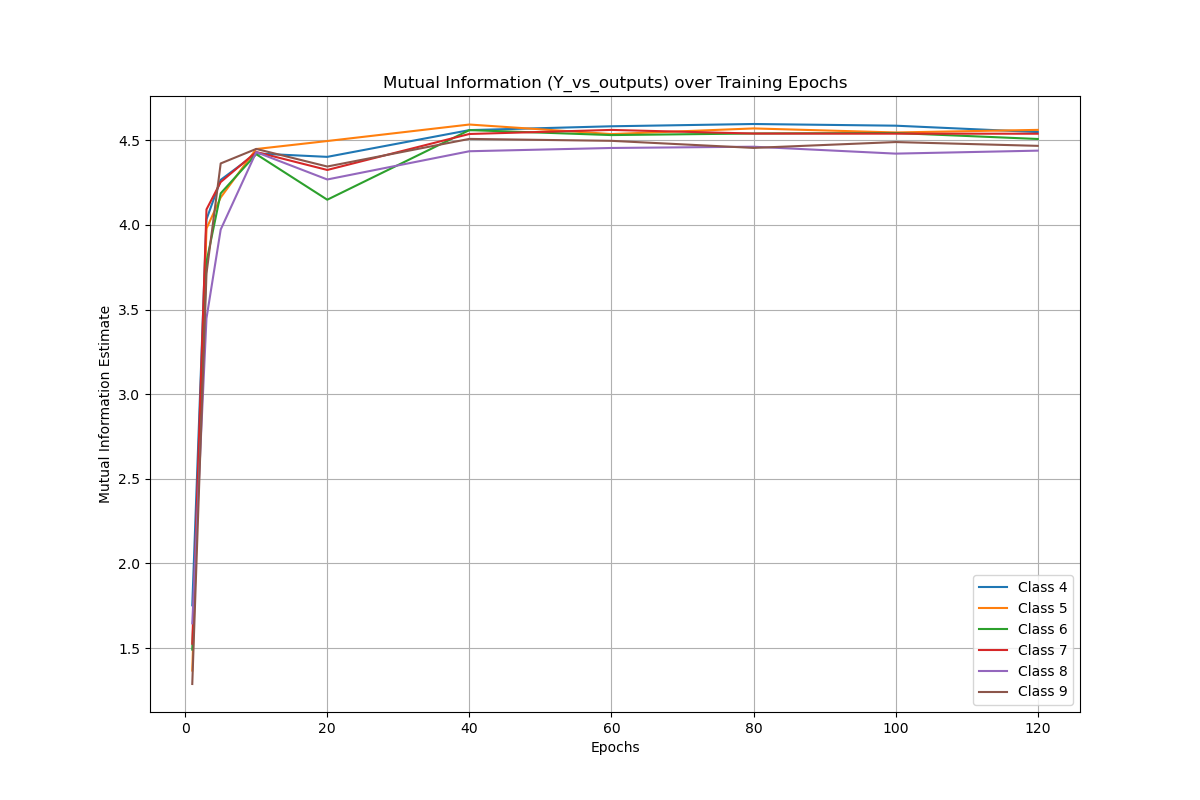 Mutual Information (Y_vs_outputs) over Training Epochs
Mutual Information Estimate
4.5
4.0
3.5
3.0
2.5
2.0
1.5
Class 4
Class 5
Class 6
Class 7
Class 8
Class 9
0 20 40 60 80 100 120
Epochs